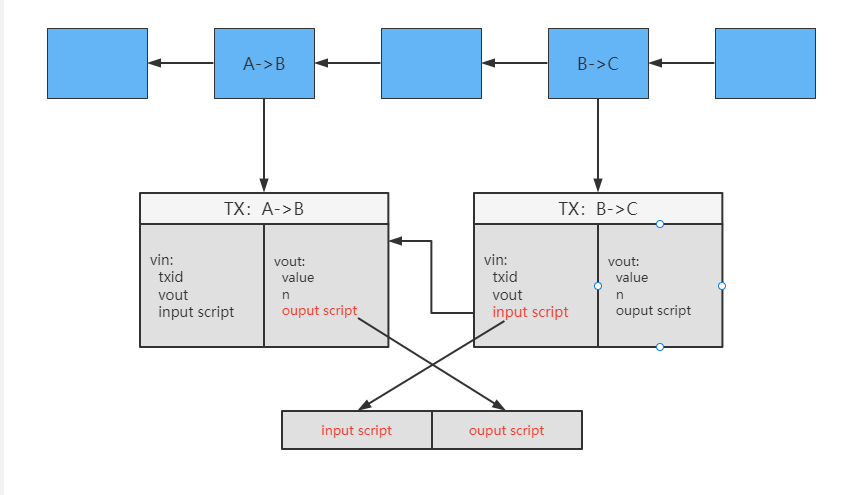 A->B
B->C
TX: A->B
vin:
txid
vout
input script
vout:
value
n
ouput script
TX: B->C
vin:
txid
vout
input script
vout:
value
n
ouput script
input script
ouput script